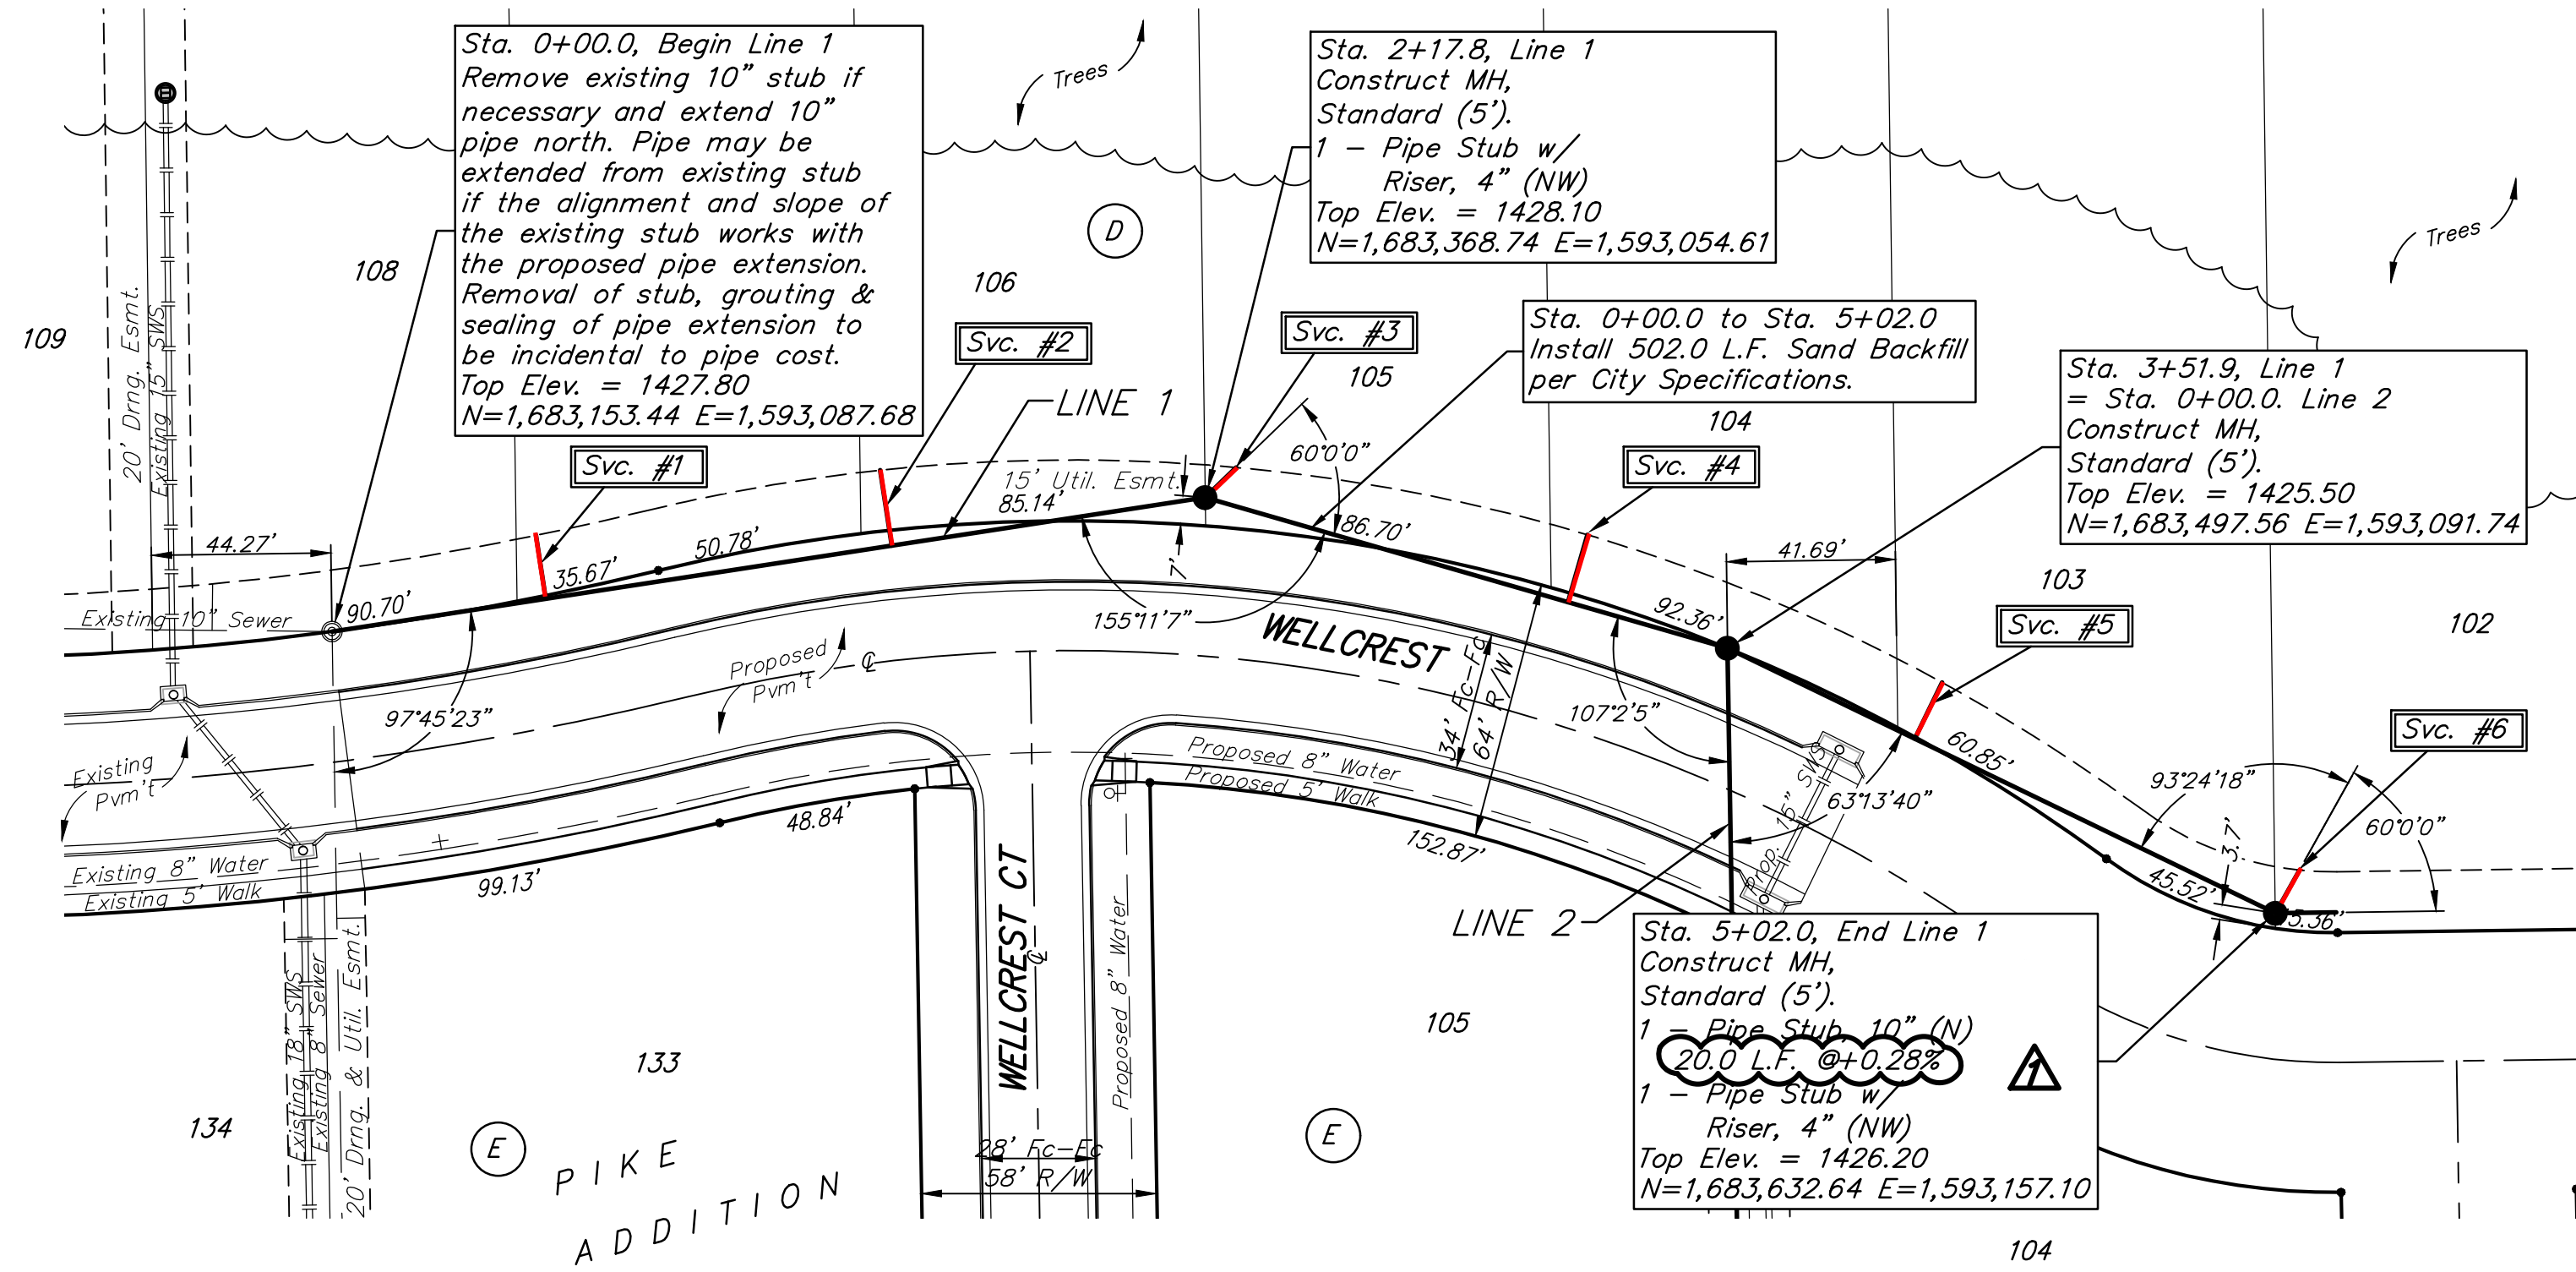 Sta. 0+00.0, Begin Line 1
Remove existing 10" stub if
necessary and extend 10"
pipe north. Pipe may be
extended from existing stub
if the alignment and slope of
the existing stub works with
the proposed pipe extension.
Removal of stub, grouting &
sealing of pipe extension to
be incidental to pipe cost.
Top Elev. = 1427.80
N=1,683,153.44 E=1,593,087.68
Trees
Sta. 2+17.8, Line 1
Construct MH,
Standard (5').
1 - Pipe Stub w/
Riser, 4" (NW)
Top Elev. = 1428.10
N=1,683,368.74 E=1,593,054.61
Trees
D
109
108
106
105
104
103
102
20' Drng. Esmt.
Existing 15" SWS
Svc. #1
Svc. #2
Svc. #3
Svc. #4
Svc. #5
Svc. #6
Sta. 0+00.0 to Sta. 5+02.0
Install 502.0 L.F. Sand Backfill
per City Specifications.
Sta. 3+51.9, Line 1
= Sta. 0+00.0. Line 2
Construct MH,
Standard (5').
Top Elev. = 1425.50
N=1,683,497.56 E=1,593,091.74
LINE 1
60°0'0"
15' Util. Esmt.
85.14'
86.70'
44.27'
50.78'
35.67'
90.70'
7'
41.69'
92.36'
Existing 10" Sewer
155°11'7"
WELLCREST
Proposed
Pvm't
℄
97°45'23"
34' Fc-Fc
64' R/W
107°2'5"
63°13'40"
60.85'
93°24'18"
60°0'0"
3.7'
45.52'
5.36'
Existing
Pvm't
Proposed 8" Water
Proposed 5' Walk
Prop. 15" SWS
48.84'
152.87'
99.13'
Existing 8" Water
Existing 5' Walk
LINE 2
WELLCREST CT
℄
Proposed 8" Water
Existing 18" SWS
Existing 8" Sewer
20' Drng. & Util. Esmt.
Sta. 5+02.0, End Line 1
Construct MH,
Standard (5').
1 - Pipe Stub, 10" (N)
20.0 L.F. @+0.28%
1 - Pipe Stub w/
Riser, 4" (NW)
Top Elev. = 1426.20
N=1,683,632.64 E=1,593,157.10
1
133
134
105
104
E
E
28' Fc-Fc
58' R/W
PIKE
ADDITION